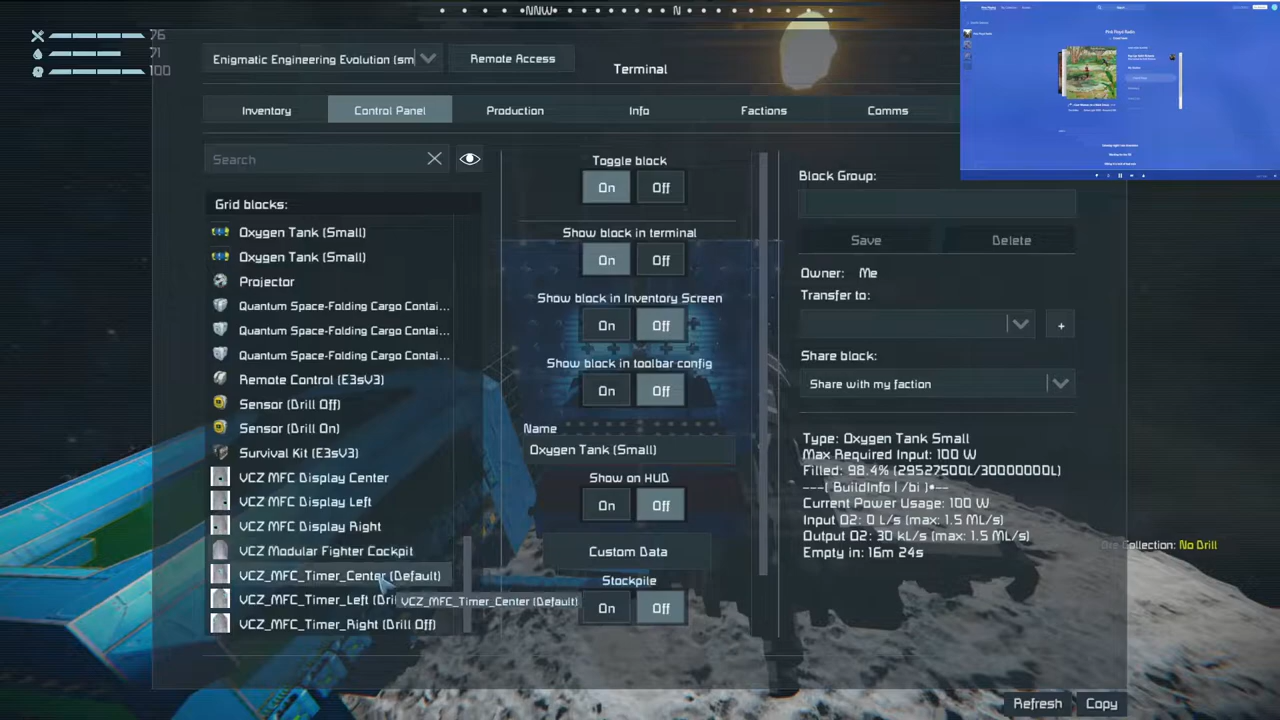 NNW
N
76
71
100
Enigmatic Engineering Evolution (sm
Remote Access
Terminal
Inventory
Control Panel
Production
Info
Factions
Comms
Search
Grid blocks:
Oxygen Tank (Small)
Oxygen Tank (Small)
Projector
Quantum Space-Folding Cargo Contai...
Quantum Space-Folding Cargo Contai...
Quantum Space-Folding Cargo Contai...
Remote Control (E3sV3)
Sensor (Drill Off)
Sensor (Drill On)
Survival Kit (E3sV3)
VCZ MFC Display Center
VCZ MFC Display Left
VCZ MFC Display Right
VCZ Modular Fighter Cockpit
VCZ_MFC_Timer_Center (Default)
VCZ_MFC_Timer_Left (Dri
VCZ_MFC_Timer_Center (Default)
VCZ_MFC_Timer_Right (Drill Off)
Toggle block
On Off
Show block in terminal
On Off
Show block in Inventory Screen
On Off
Show block in toolbar config
On Off
Name
Oxygen Tank (Small)
Show on HUD
On Off
Custom Data
Stockpile
On Off
Block Group:
Save Delete
Owner: Me
Transfer to:
+
Share block:
Share with my faction
Type: Oxygen Tank Small
Max Required Input: 100 W
Filled: 98.4% (29527500L/30000000L)
---( BuildInfo | /bi )•---
Current Power Usage: 100 W
Input O2: 0 L/s (max: 1.5 ML/s)
Output O2: 30 kL/s (max: 1.5 ML/s)
Empty in: 16m 24s
Ore Collection: No Drill
Refresh Copy
Pink Floyd Radio